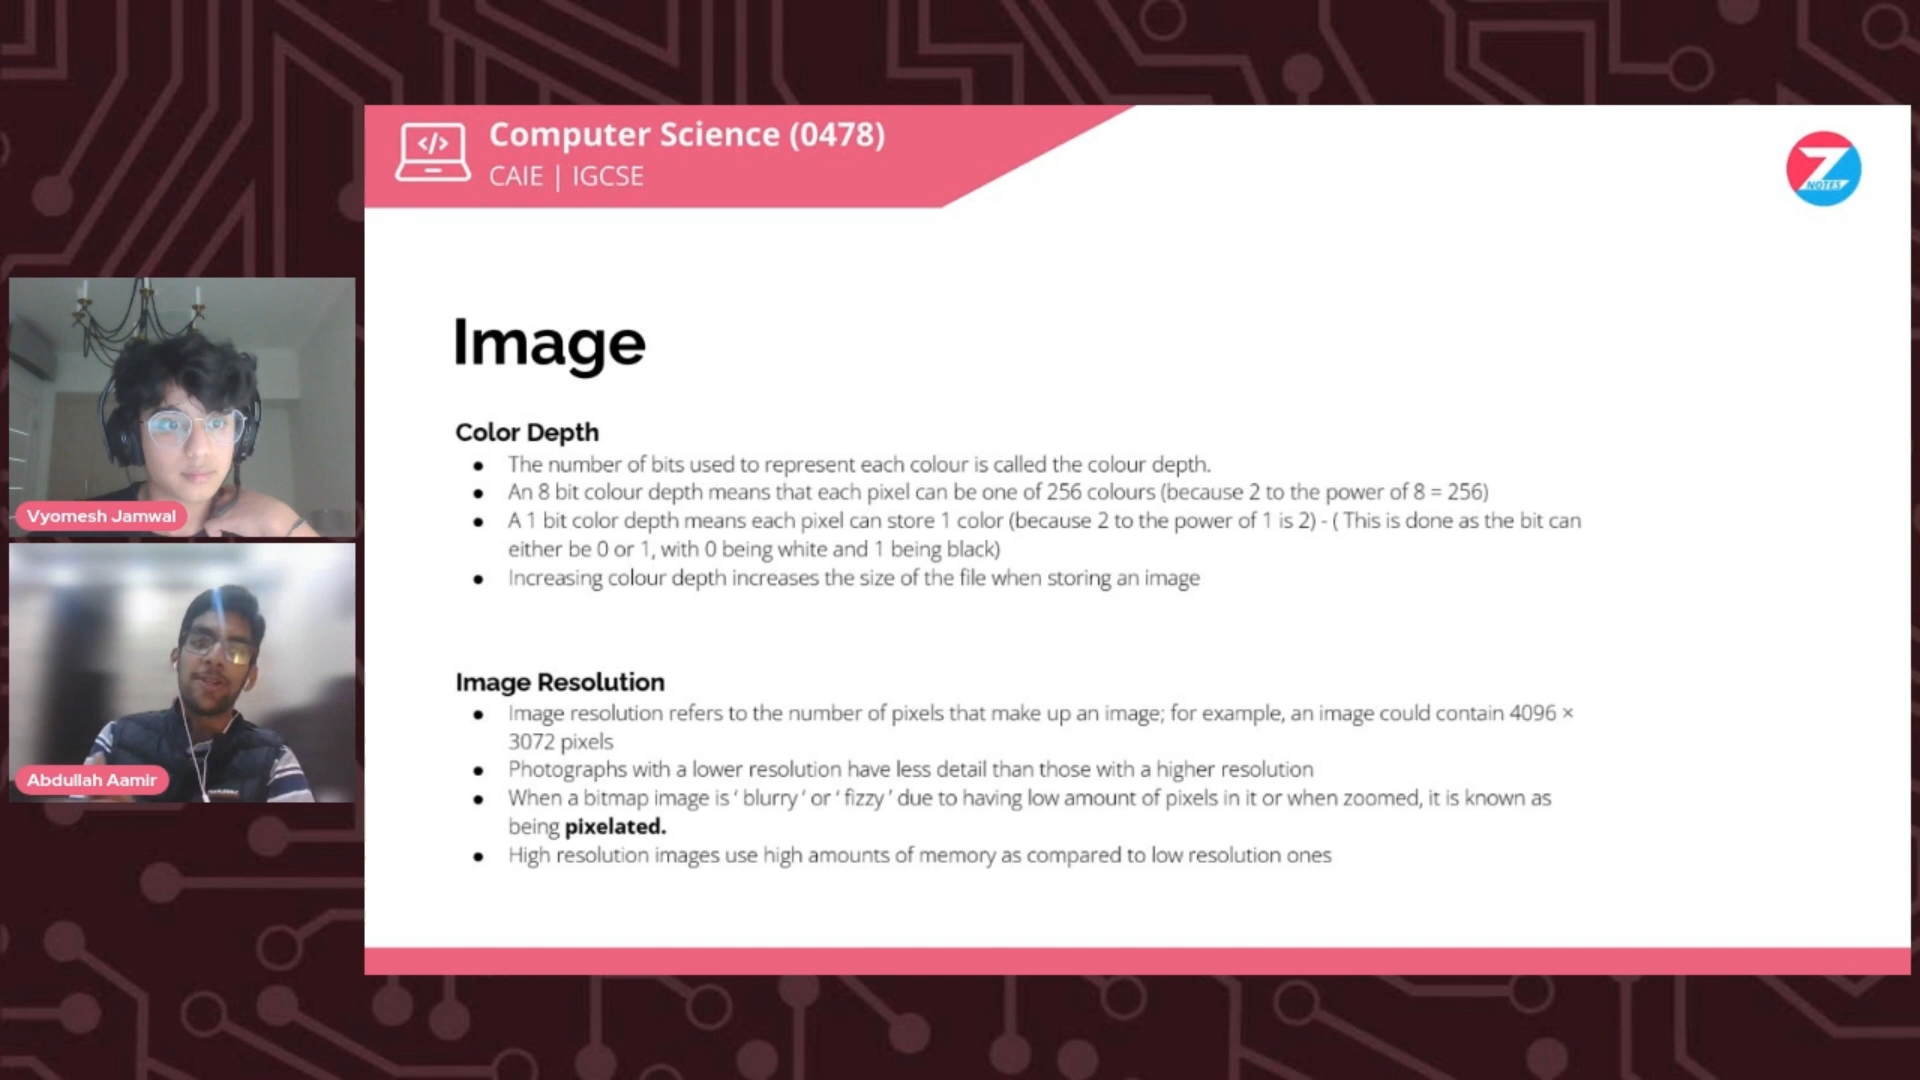 Computer Science (0478)
CAIE | IGCSE
Z
NOTES
Image
Color Depth
● The number of bits used to represent each colour is called the colour depth.
● An 8 bit colour depth means that each pixel can be one of 256 colours (because 2 to the power of 8 = 256)
● A 1 bit color depth means each pixel can store 1 color (because 2 to the power of 1 is 2) - ( This is done as the bit can
either be 0 or 1, with 0 being white and 1 being black)
● Increasing colour depth increases the size of the file when storing an image
Image Resolution
● Image resolution refers to the number of pixels that make up an image; for example, an image could contain 4096 ×
3072 pixels
● Photographs with a lower resolution have less detail than those with a higher resolution
● When a bitmap image is ‘ blurry ’ or ‘ fizzy ’ due to having low amount of pixels in it or when zoomed, it is known as
being pixelated.
● High resolution images use high amounts of memory as compared to low resolution ones
Vyomesh Jamwal
Abdullah Aamir